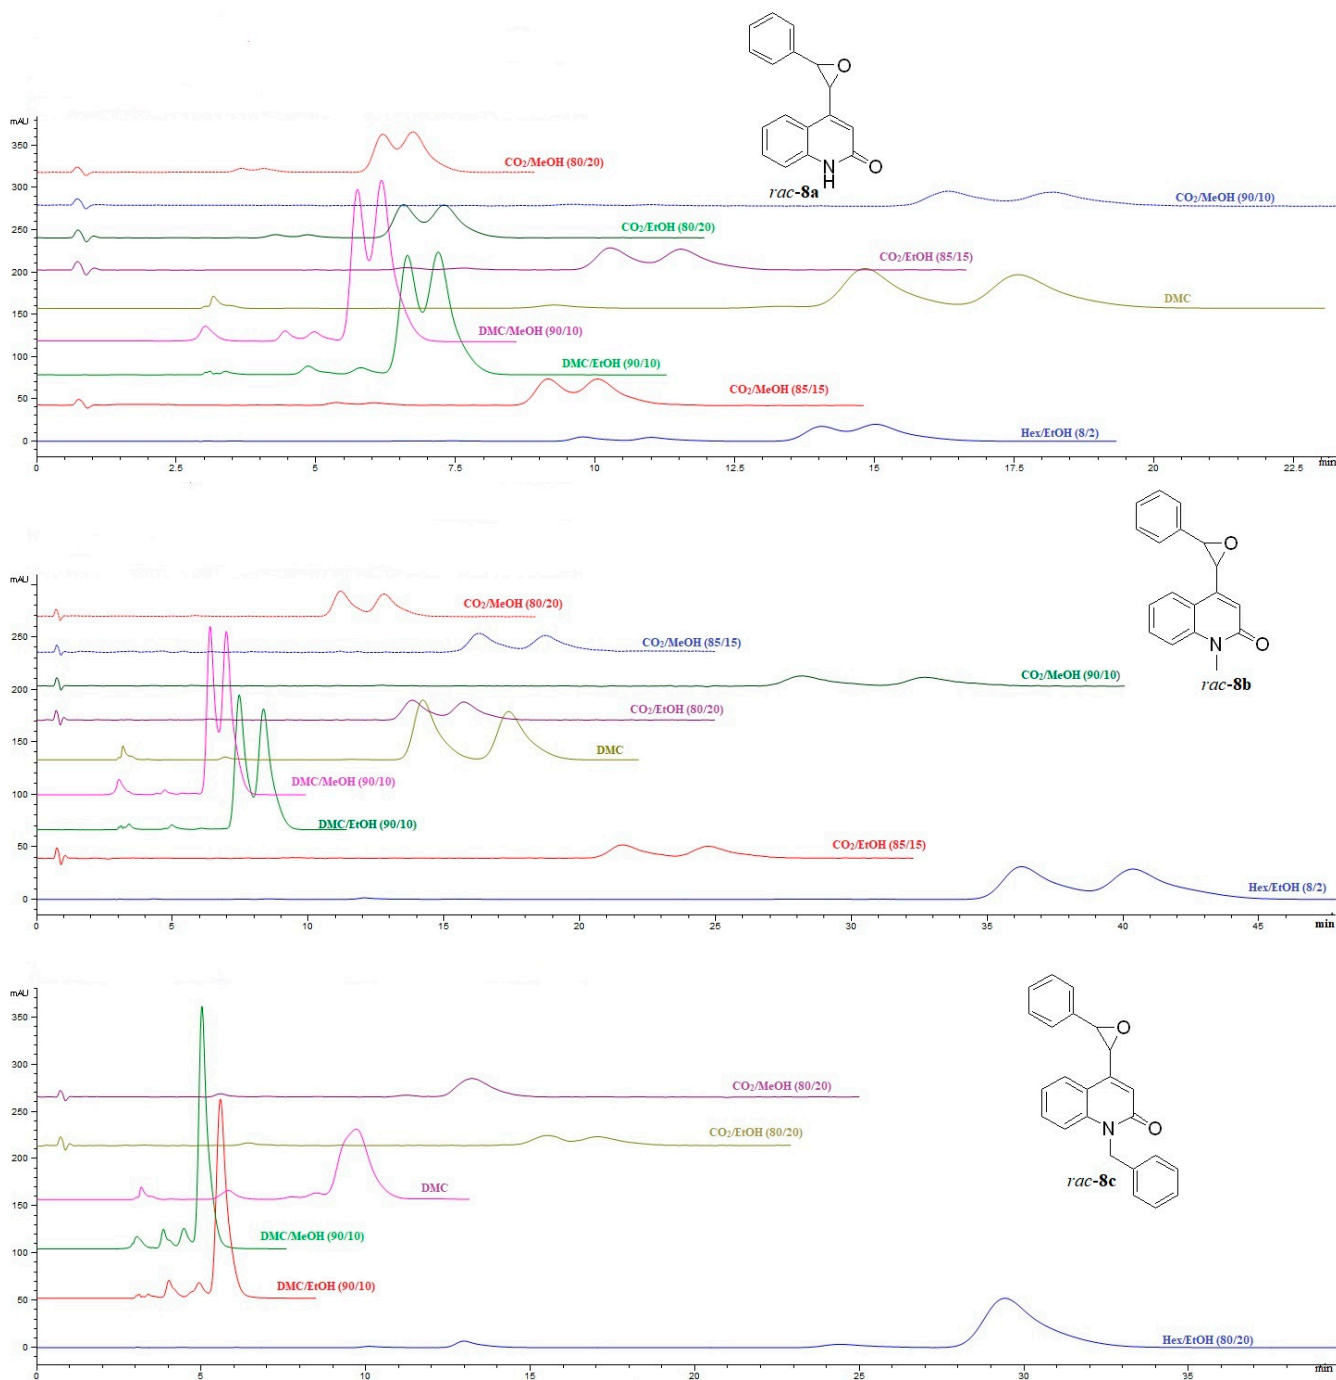 mAU
350
300
250
200
150
100
50
0
CO₂/MeOH (80/20)
CO₂/MeOH (90/10)
CO₂/EtOH (80/20)
CO₂/EtOH (85/15)
DMC
DMC/MeOH (90/10)
DMC/EtOH (90/10)
CO₂/MeOH (85/15)
Hex/EtOH (8/2)
O
O
N
H
rac-8a
0 2.5 5 7.5 10 12.5 15 17.5 20 22.5 min
mAU
250
200
150
100
50
0
CO₂/MeOH (80/20)
CO₂/MeOH (85/15)
CO₂/MeOH (90/10)
CO₂/EtOH (80/20)
DMC
DMC/MeOH (90/10)
DMC/EtOH (90/10)
CO₂/EtOH (85/15)
Hex/EtOH (8/2)
O
N
O
rac-8b
0 5 10 15 20 25 30 35 40 45 min
mAU
350
300
250
200
150
100
50
0
CO₂/MeOH (80/20)
CO₂/EtOH (80/20)
DMC
DMC/MeOH (90/10)
DMC/EtOH (90/10)
Hex/EtOH (80/20)
O
N
O
rac-8c
0 5 10 15 20 25 30 35 min